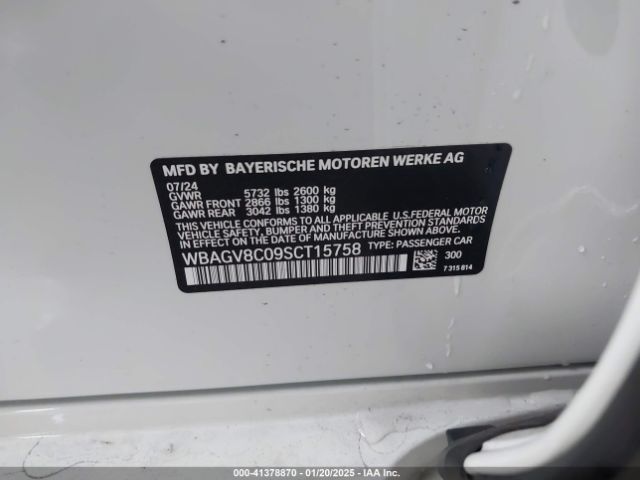 MFD BY BAYERISCHE MOTOREN WERKE AG
07/24
GVWR 5732 lbs 2600 kg
GAWR FRONT 2866 lbs 1300 kg
GAWR REAR 3042 lbs 1380 kg
THIS VEHICLE CONFORMS TO ALL APPLICABLE U.S.FEDERAL MOTOR
VEHICLE SAFETY, BUMPER, AND THEFT PREVENTION STANDARDS
IN EFFECT ON THE DATE OF MANUFACTURE SHOWN ABOVE.
WBAGV8C09SCT15758 TYPE: PASSENGER CAR
300
7 315 814
000-41378870 - 01/20/2025 - IAA Inc.